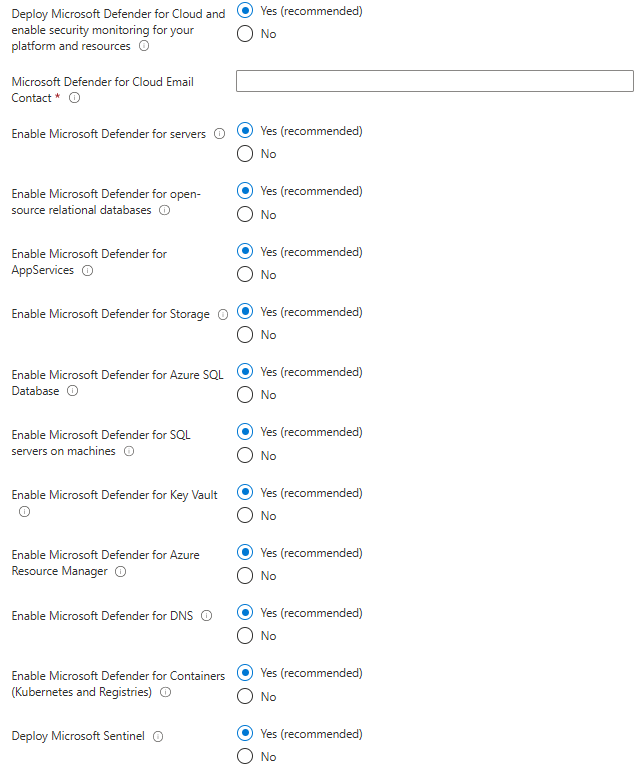 Deploy Microsoft Defender for Cloud and
enable security monitoring for your
platform and resources
Yes (recommended)
No
Microsoft Defender for Cloud Email
Contact *
Enable Microsoft Defender for servers
Yes (recommended)
No
Enable Microsoft Defender for open-
source relational databases
Yes (recommended)
No
Enable Microsoft Defender for
AppServices
Yes (recommended)
No
Enable Microsoft Defender for Storage
Yes (recommended)
No
Enable Microsoft Defender for Azure SQL
Database
Yes (recommended)
No
Enable Microsoft Defender for SQL
servers on machines
Yes (recommended)
No
Enable Microsoft Defender for Key Vault
Yes (recommended)
No
Enable Microsoft Defender for Azure
Resource Manager
Yes (recommended)
No
Enable Microsoft Defender for DNS
Yes (recommended)
No
Enable Microsoft Defender for Containers
(Kubernetes and Registries)
Yes (recommended)
No
Deploy Microsoft Sentinel
Yes (recommended)
No